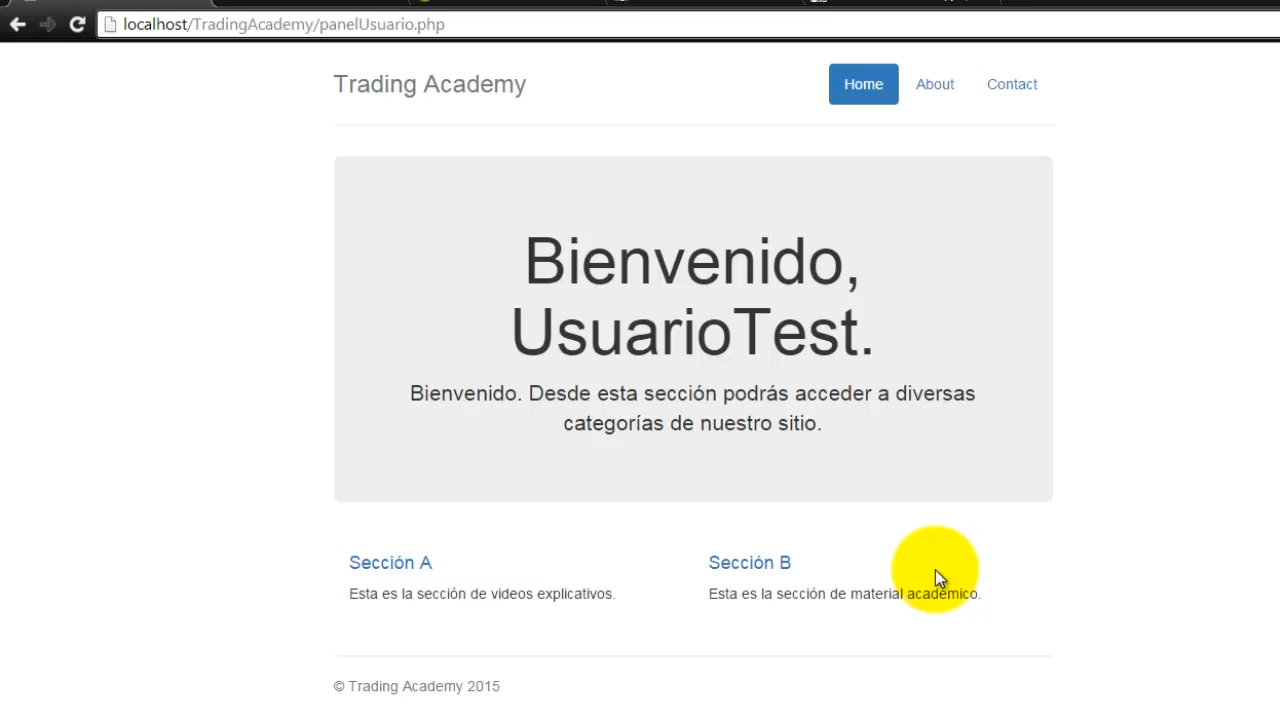 localhost/TradingAcademy/panelUsuario.php
Trading Academy
Home About Contact
Bienvenido,
UsuarioTest.
Bienvenido. Desde esta sección podrás acceder a diversas
categorías de nuestro sitio.
Sección A Sección B
Esta es la sección de videos explicativos. Esta es la sección de material académico.
© Trading Academy 2015